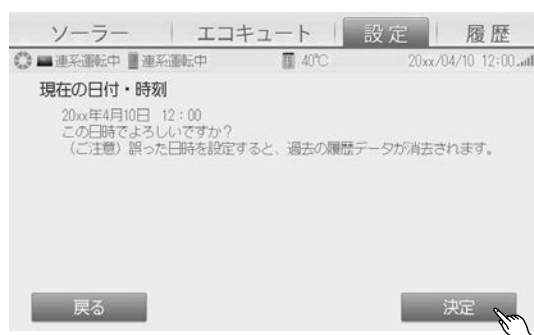 ソーラー エコキュート 設定 履歴
連系運転中 連系運転中 40℃ 20xx/04/10 12:00
現在の日付・時刻
20xx年4月10日 12：00
この日時でよろしいですか？
（ご注意）誤った日時を設定すると、過去の履歴データが消去されます。
戻る 決定